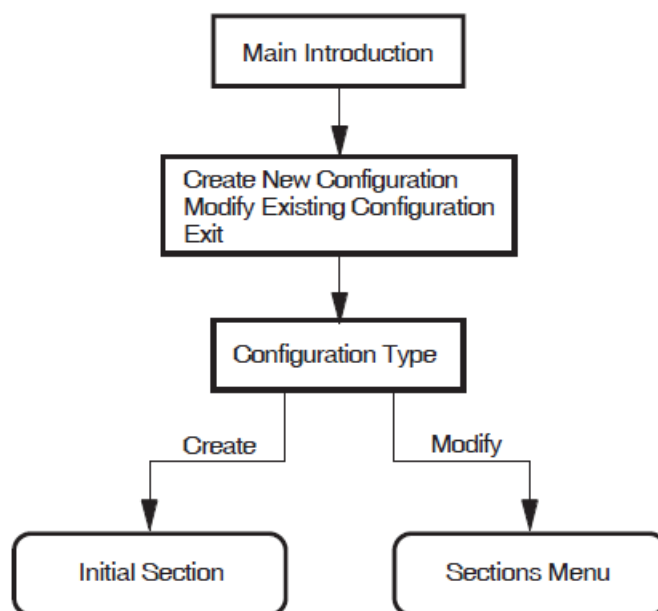 Main Introduction
Create New Configuration
Modify Existing Configuration
Exit
Configuration Type
Create
Modify
Initial Section
Sections Menu